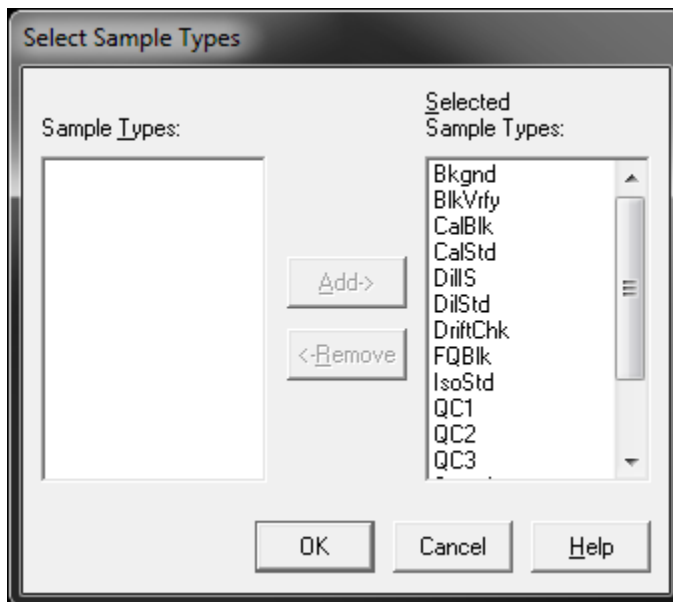 Select Sample Types
Sample Types:
Selected
Sample Types:
Bkgnd
BlkVrfy
CalBlk
CalStd
DilIS
DilStd
DriftChk
FQBlk
IsoStd
QC1
QC2
QC3
Add->
<-Remove
OK
Cancel
Help